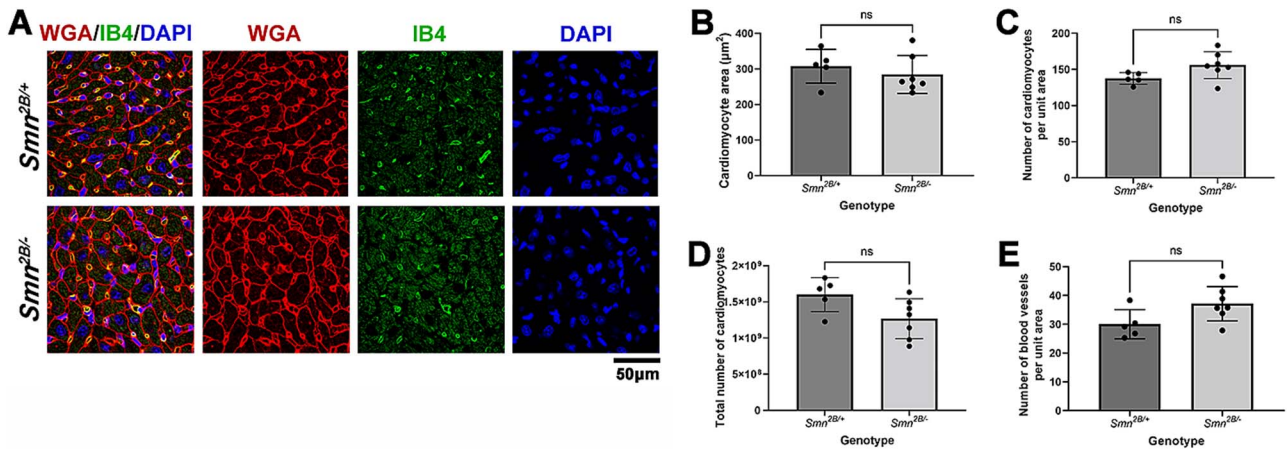 A
WGA/IB4/DAPI
WGA
IB4
DAPI
Smn2B/+
Smn2B/-
50µm
B
ns
Cardiomyocyte area (µm²)
400
300
200
100
0
Smn2B/+
Smn2B/-
Genotype
C
ns
Number of cardiomyocytes
per unit area
200
150
100
50
0
Smn2B/+
Smn2B/-
Genotype
D
ns
Total number of cardiomyocytes
2×10⁹
1.5×10⁹
1×10⁹
5×10⁸
0
Smn2B/+
Smn2B/-
Genotype
E
ns
Number of blood vessels
per unit area
50
40
30
20
10
0
Smn2B/+
Smn2B/-
Genotype